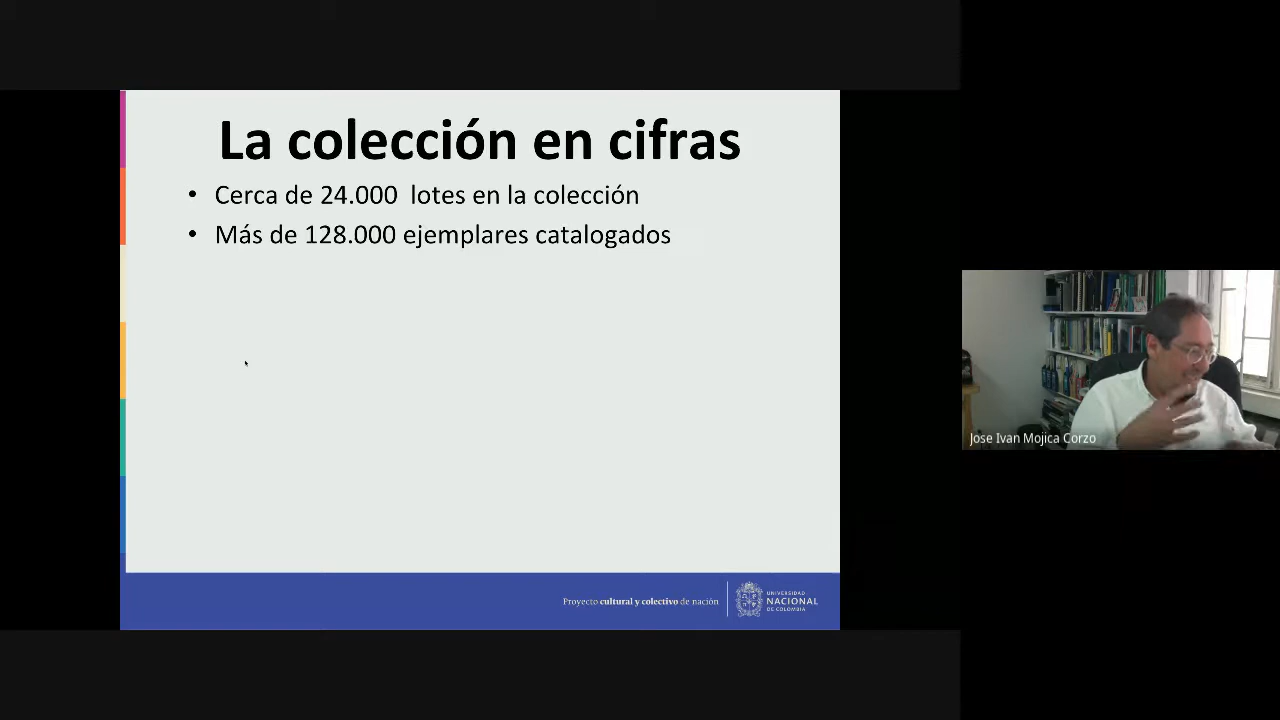 La colección en cifras
• Cerca de 24.000  lotes en la colección
• Más de 128.000 ejemplares catalogados
Jose Ivan Mojica Corzo
Proyecto cultural y colectivo de nación
UNIVERSIDAD
NACIONAL
DE COLOMBIA